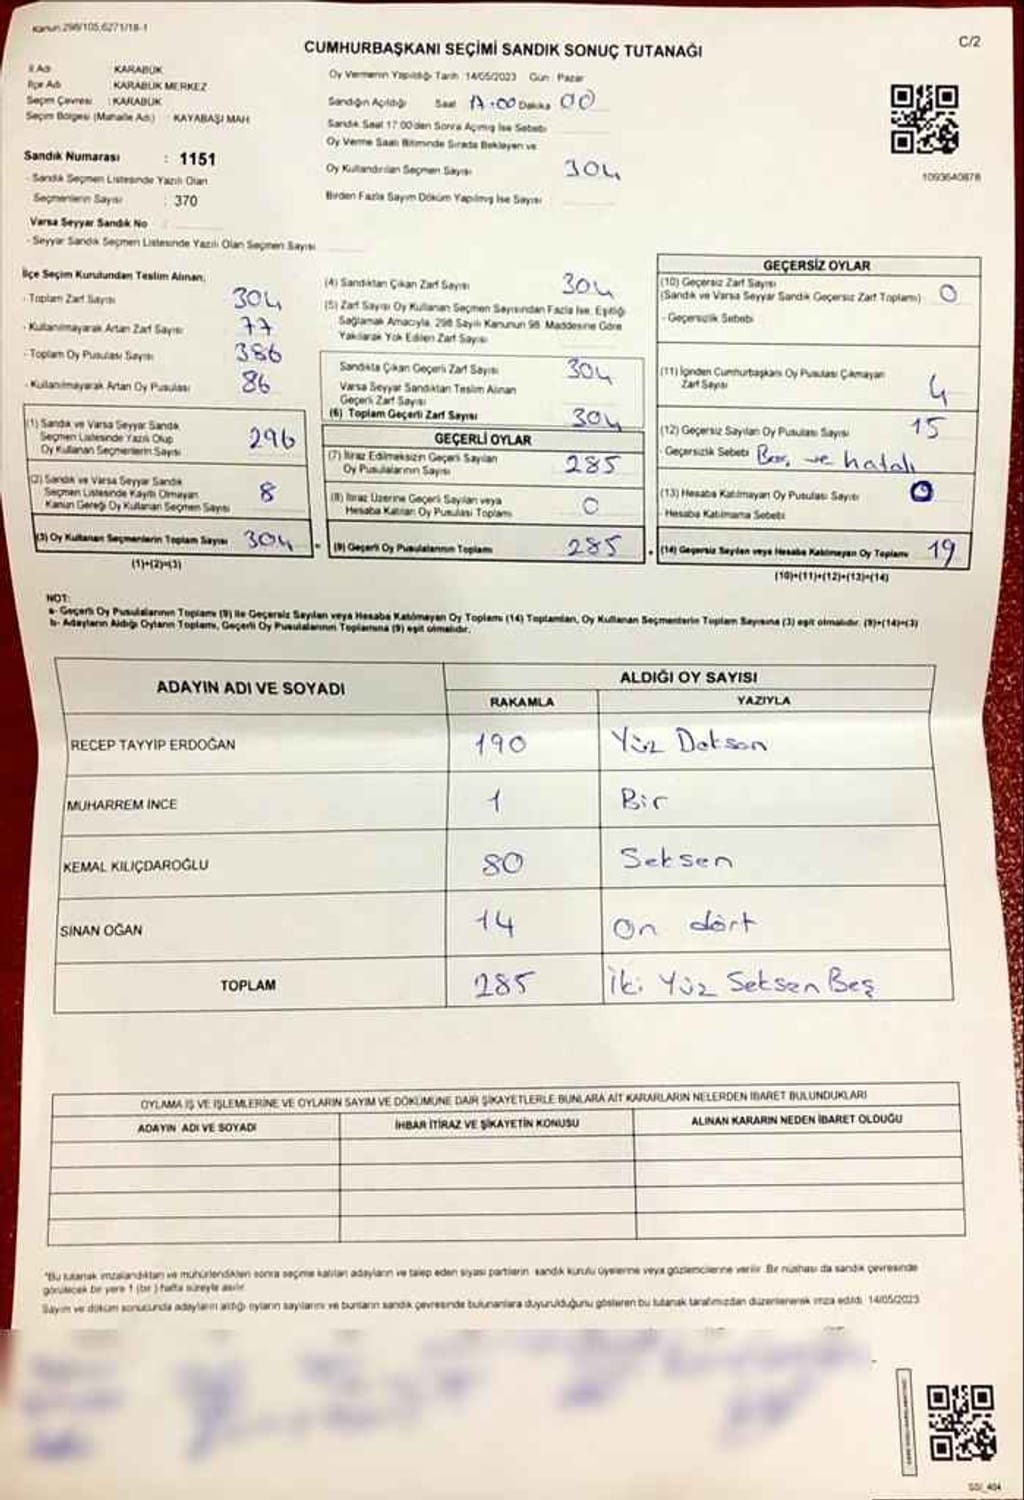 Kanun:298/105,6271/18-1
C/2
CUMHURBAŞKANI SEÇİMİ SANDIK SONUÇ TUTANAĞI
İl Adı : KARABÜK
İlçe Adı : KARABÜK MERKEZ
Seçim Çevresi : KARABÜK
Seçim Bölgesi (Mahalle Adı) : KAYABAŞI MAH
Sandık Numarası : 1151
- Sandık Seçmen Listesinde Yazılı Olan
Seçmenlerin Sayısı : 370
Varsa Seyyar Sandık No :
- Seyyar Sandık Seçmen Listesinde Yazılı Olan Seçmen Sayısı
Oy Vermenin Yapıldığı Tarih : 14/05/2023 Gün : Pazar
Sandığın Açıldığı Saat 17.00 Dakika 00
Sandık Saat 17:00'den Sonra Açılmış İse Sebebi
Oy Verme Saati Bitiminde Sırada Bekleyen ve
Oy Kullandırılan Seçmen Sayısı 304
Birden Fazla Sayım Döküm Yapılmış İse Sayısı
1093640878
İlçe Seçim Kurulundan Teslim Alınan;
- Toplam Zarf Sayısı 304
- Kullanılmayarak Artan Zarf Sayısı 77
- Toplam Oy Pusulası Sayısı 386
- Kullanılmayarak Artan Oy Pusulası 86
(1) Sandık ve Varsa Seyyar Sandık
Seçmen Listesinde Yazılı Olup
Oy Kullanan Seçmenlerin Sayısı 296
(2) Sandık ve Varsa Seyyar Sandık
Seçmen Listesinde Kayıtlı Olmayan
Kanun Gereği Oy Kullanan Seçmen Sayısı 8
(3) Oy Kullanan Seçmenlerin Toplam Sayısı 304
(1)+(2)=(3)
(4) Sandıktan Çıkan Zarf Sayısı 304
(5) Zarf Sayısı Oy Kullanan Seçmen Sayısından Fazla İse, Eşitliği
Sağlamak Amacıyla, 298 Sayılı Kanunun 98. Maddesine Göre
Yakılarak Yok Edilen Zarf Sayısı
Sandıkta Çıkan Geçerli Zarf Sayısı 304
Varsa Seyyar Sandıktan Teslim Alınan
Geçerli Zarf Sayısı
(6) Toplam Geçerli Zarf Sayısı 304
GEÇERLİ OYLAR
(7) İtiraz Edilmeksizin Geçerli Sayılan
Oy Pusulalarının Sayısı 285
(8) İtiraz Üzerine Geçerli Sayılan veya
Hesaba Katılan Oy Pusulası Toplamı 0
(9) Geçerli Oy Pusulalarının Toplamı 285
GEÇERSİZ OYLAR
(10) Geçersiz Zarf Sayısı
(Sandık ve Varsa Seyyar Sandık Geçersiz Zarf Toplamı) 0
- Geçersizlik Sebebi
(11) İçinden Cumhurbaşkanı Oy Pusulası Çıkmayan
Zarf Sayısı 4
(12) Geçersiz Sayılan Oy Pusulası Sayısı 15
- Geçersizlik Sebebi Boş, ve hatalı
(13) Hesaba Katılmayan Oy Pusulası Sayısı 0
- Hesaba Katılmama Sebebi
(14) Geçersiz Sayılan veya Hesaba Katılmayan Oy Toplamı 19
(10)+(11)+(12)+(13)=(14)
NOT:
a- Geçerli Oy Pusulalarının Toplamı (9) ile Geçersiz Sayılan veya Hesaba Katılmayan Oy Toplamı (14) Toplamları, Oy Kullanan Seçmenlerin Toplam Sayısına (3) eşit olmalıdır. (9)+(14)=(3)
b- Adayların Aldığı Oyların Toplamı, Geçerli Oy Pusulalarının Toplamına (9) eşit olmalıdır.
ADAYIN ADI VE SOYADI
ALDIĞI OY SAYISI
RAKAMLA YAZIYLA
RECEP TAYYİP ERDOĞAN 190 Yüz Doksan
MUHARREM İNCE 1 Bir
KEMAL KILIÇDAROĞLU 80 Seksen
SİNAN OĞAN 14 On dört
TOPLAM 285 İki Yüz Seksen Beş
OYLAMA İŞ VE İŞLEMLERİNE VE OYLARIN SAYIM VE DÖKÜMÜNE DAİR ŞİKAYETLERLE BUNLARA AİT KARARLARIN NELERDEN İBARET BULUNDUKLARI
ADAYIN ADI VE SOYADI İHBAR İTİRAZ VE ŞİKAYETİN KONUSU ALINAN KARARIN NEDEN İBARET OLDUĞU
*Bu tutanak imzalandıktan ve mühürlendikten sonra seçime katılan adayların ve talep eden siyasi partilerin sandık kurulu üyelerine veya gözlemcilerine verilir. Bir nüshası da sandık çevresinde
görülecek bir yere 1 (bir) hafta süreyle asılır.
Sayım ve döküm sonucunda adayların aldığı oyların sayılarını ve bunların sandık çevresinde bulunanlara duyurulduğunu gösteren bu tutanak tarafımızdan düzenlenerek imza edildi. 14/05/2023